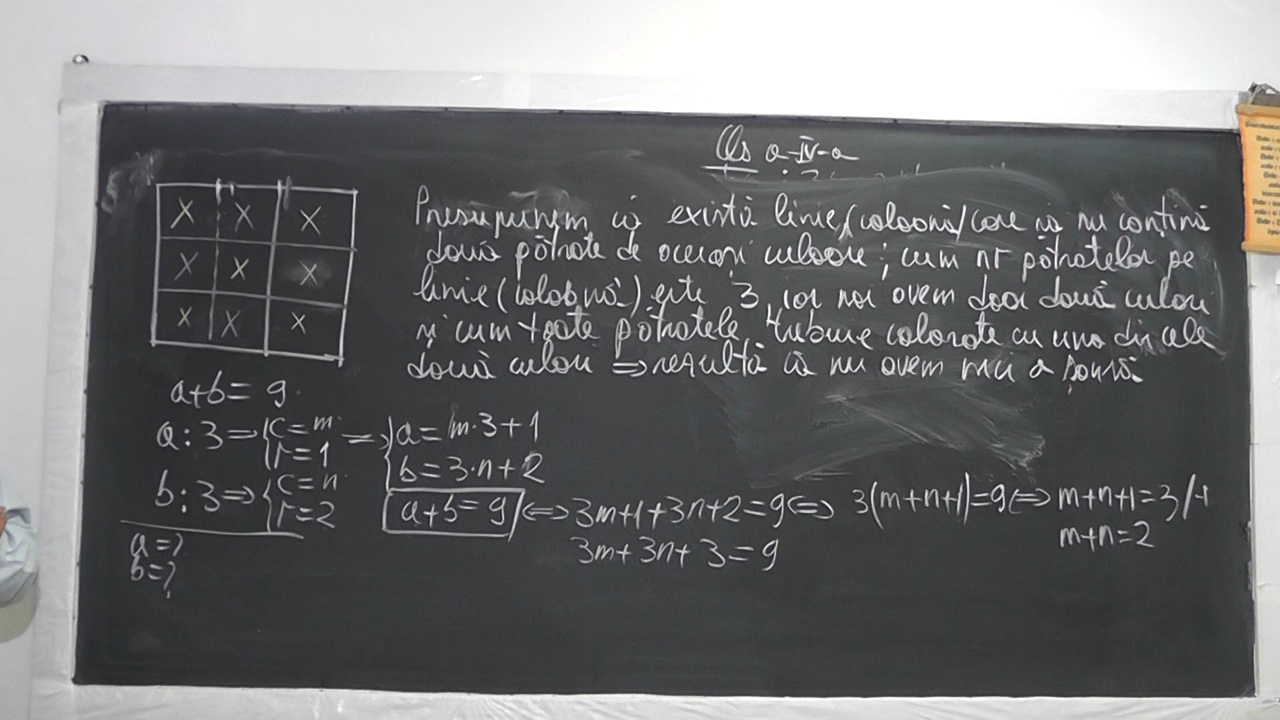 Cls a-IV-a
X X X
X X X
X X X
Presupunem că există linie/coloană/care să nu conțină
două pătrate de aceeași culoare; cum nr pătratelor pe
linie (coloană) este 3, iar noi avem doar două culori
și cum toate pătratele trebuie colorate cu una din cele
două culori ⇒ rezultă că nu avem nici o
a+b=9
a:3⇒{c=m r=1 ⇒ {a=m·3+1
b:3⇒{c=n r=2 b=3·n+2
a+b=9 ⇔ 3m+1+3n+2=9 ⇔ 3(m+n+1)=9 ⇔ m+n+1=3/-1
3m+3n+3=9 m+n=2
a=?
b=?